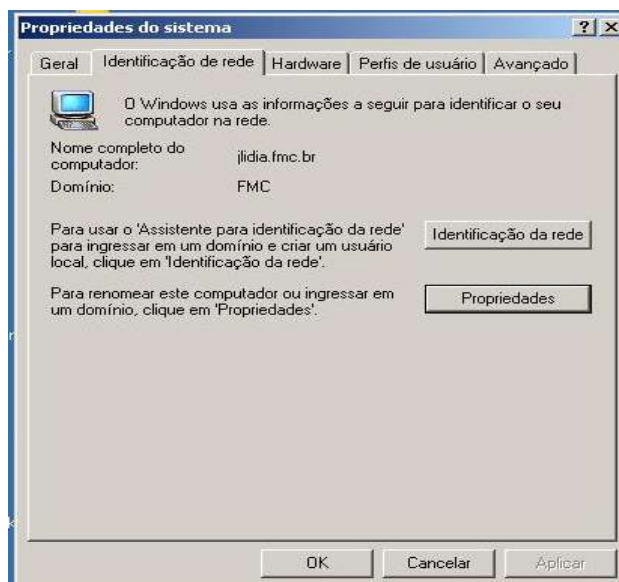 Propriedades do sistema
Geral Identificação de rede Hardware Perfis de usuário Avançado
O Windows usa as informações a seguir para identificar o seu
computador na rede.
Nome completo do
computador: jlidia.fmc.br
Domínio: FMC
Para usar o 'Assistente para identificação da rede'
para ingressar em um domínio e criar um usuário
local, clique em 'Identificação da rede'.
Identificação da rede
Para renomear este computador ou ingressar em
um domínio, clique em 'Propriedades'.
Propriedades
OK Cancelar Aplicar